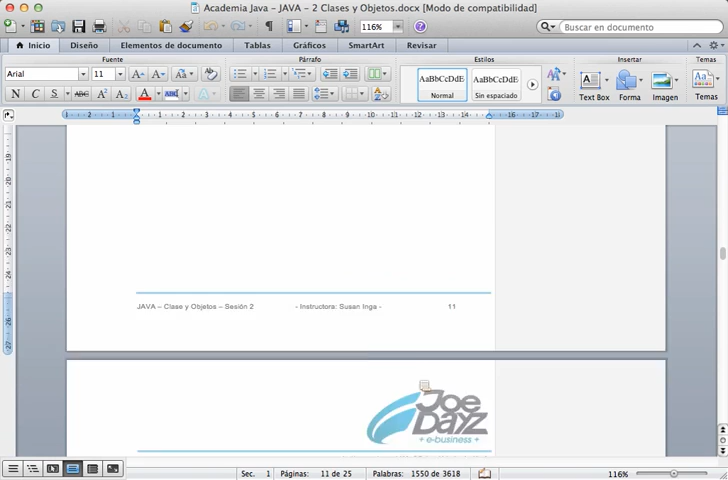 Academia Java - JAVA - 2 Clases y Objetos.docx [Modo de compatibilidad]
116%
Buscar en documento
Inicio Diseño Elementos de documento Tablas Gráficos SmartArt Revisar
Fuente Párrafo Estilos Insertar Temas
Arial 11
AaBbCcDdE AaBbCcDdE
Normal Sin espaciado
Text Box Forma Imagen Temas
JAVA – Clase y Objetos – Sesión 2 - Instructora: Susan Inga - 11
Joe
Dayz
+ e-business +
Sec. 1 Páginas: 11 de 25 Palabras: 1550 de 3618 116%